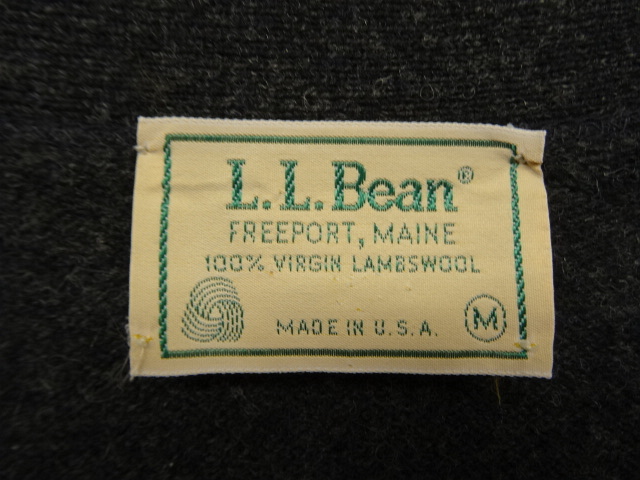 L.L.Bean®
FREEPORT, MAINE
100% VIRGIN LAMBSWOOL
MADE IN U.S.A.
M